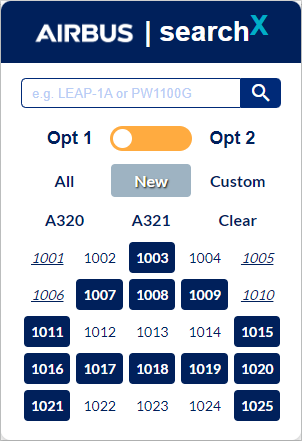 AIRBUS | searchX
e.g. LEAP-1A or PW1100G
Opt 1 Opt 2
All New Custom
A320 A321 Clear
1001 1002 1003 1004 1005
1006 1007 1008 1009 1010
1011 1012 1013 1014 1015
1016 1017 1018 1019 1020
1021 1022 1023 1024 1025